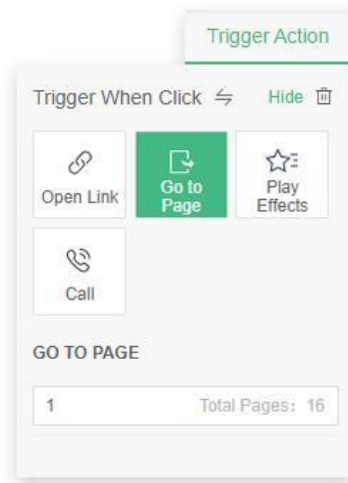 Trigger Action
Trigger When Click Hide
Open Link
Go to
Page
Play
Effects
Call
GO TO PAGE
1 Total Pages: 16